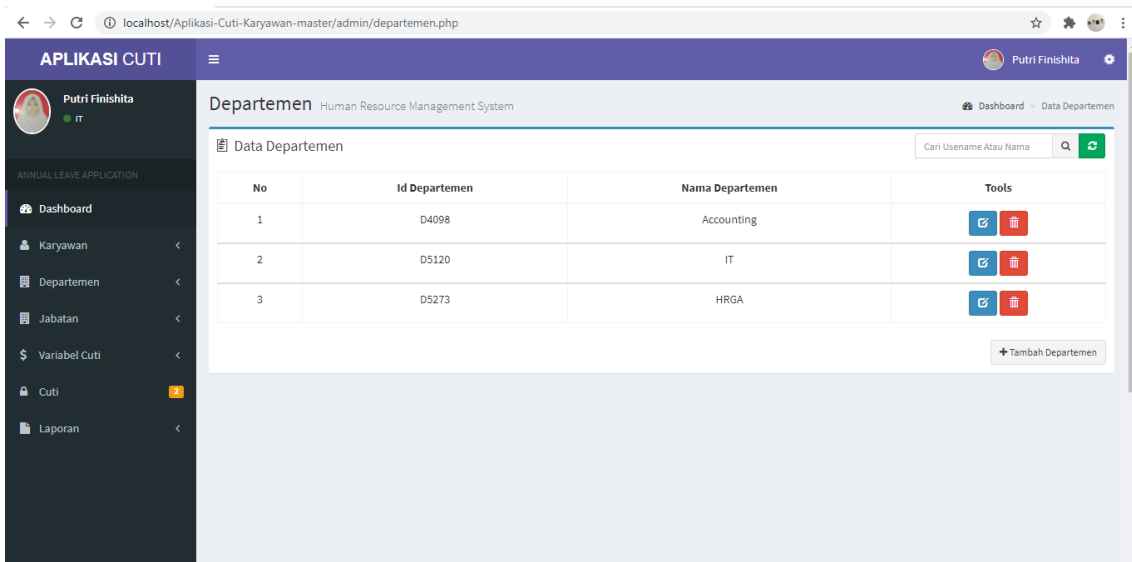 localhost/Aplikasi-Cuti-Karyawan-master/admin/departemen.php
APLIKASI CUTI
Putri Finishita
Putri Finishita
IT
ANNUAL LEAVE APPLICATION
Dashboard
Karyawan
Departemen
Jabatan
Variabel Cuti
Cuti 2
Laporan
Departemen Human Resource Management System
Dashboard > Data Departemen
Data Departemen
Cari Usename Atau Nama
No Id Departemen Nama Departemen Tools
1 D4098 Accounting
2 D5120 IT
3 D5273 HRGA
+ Tambah Departemen